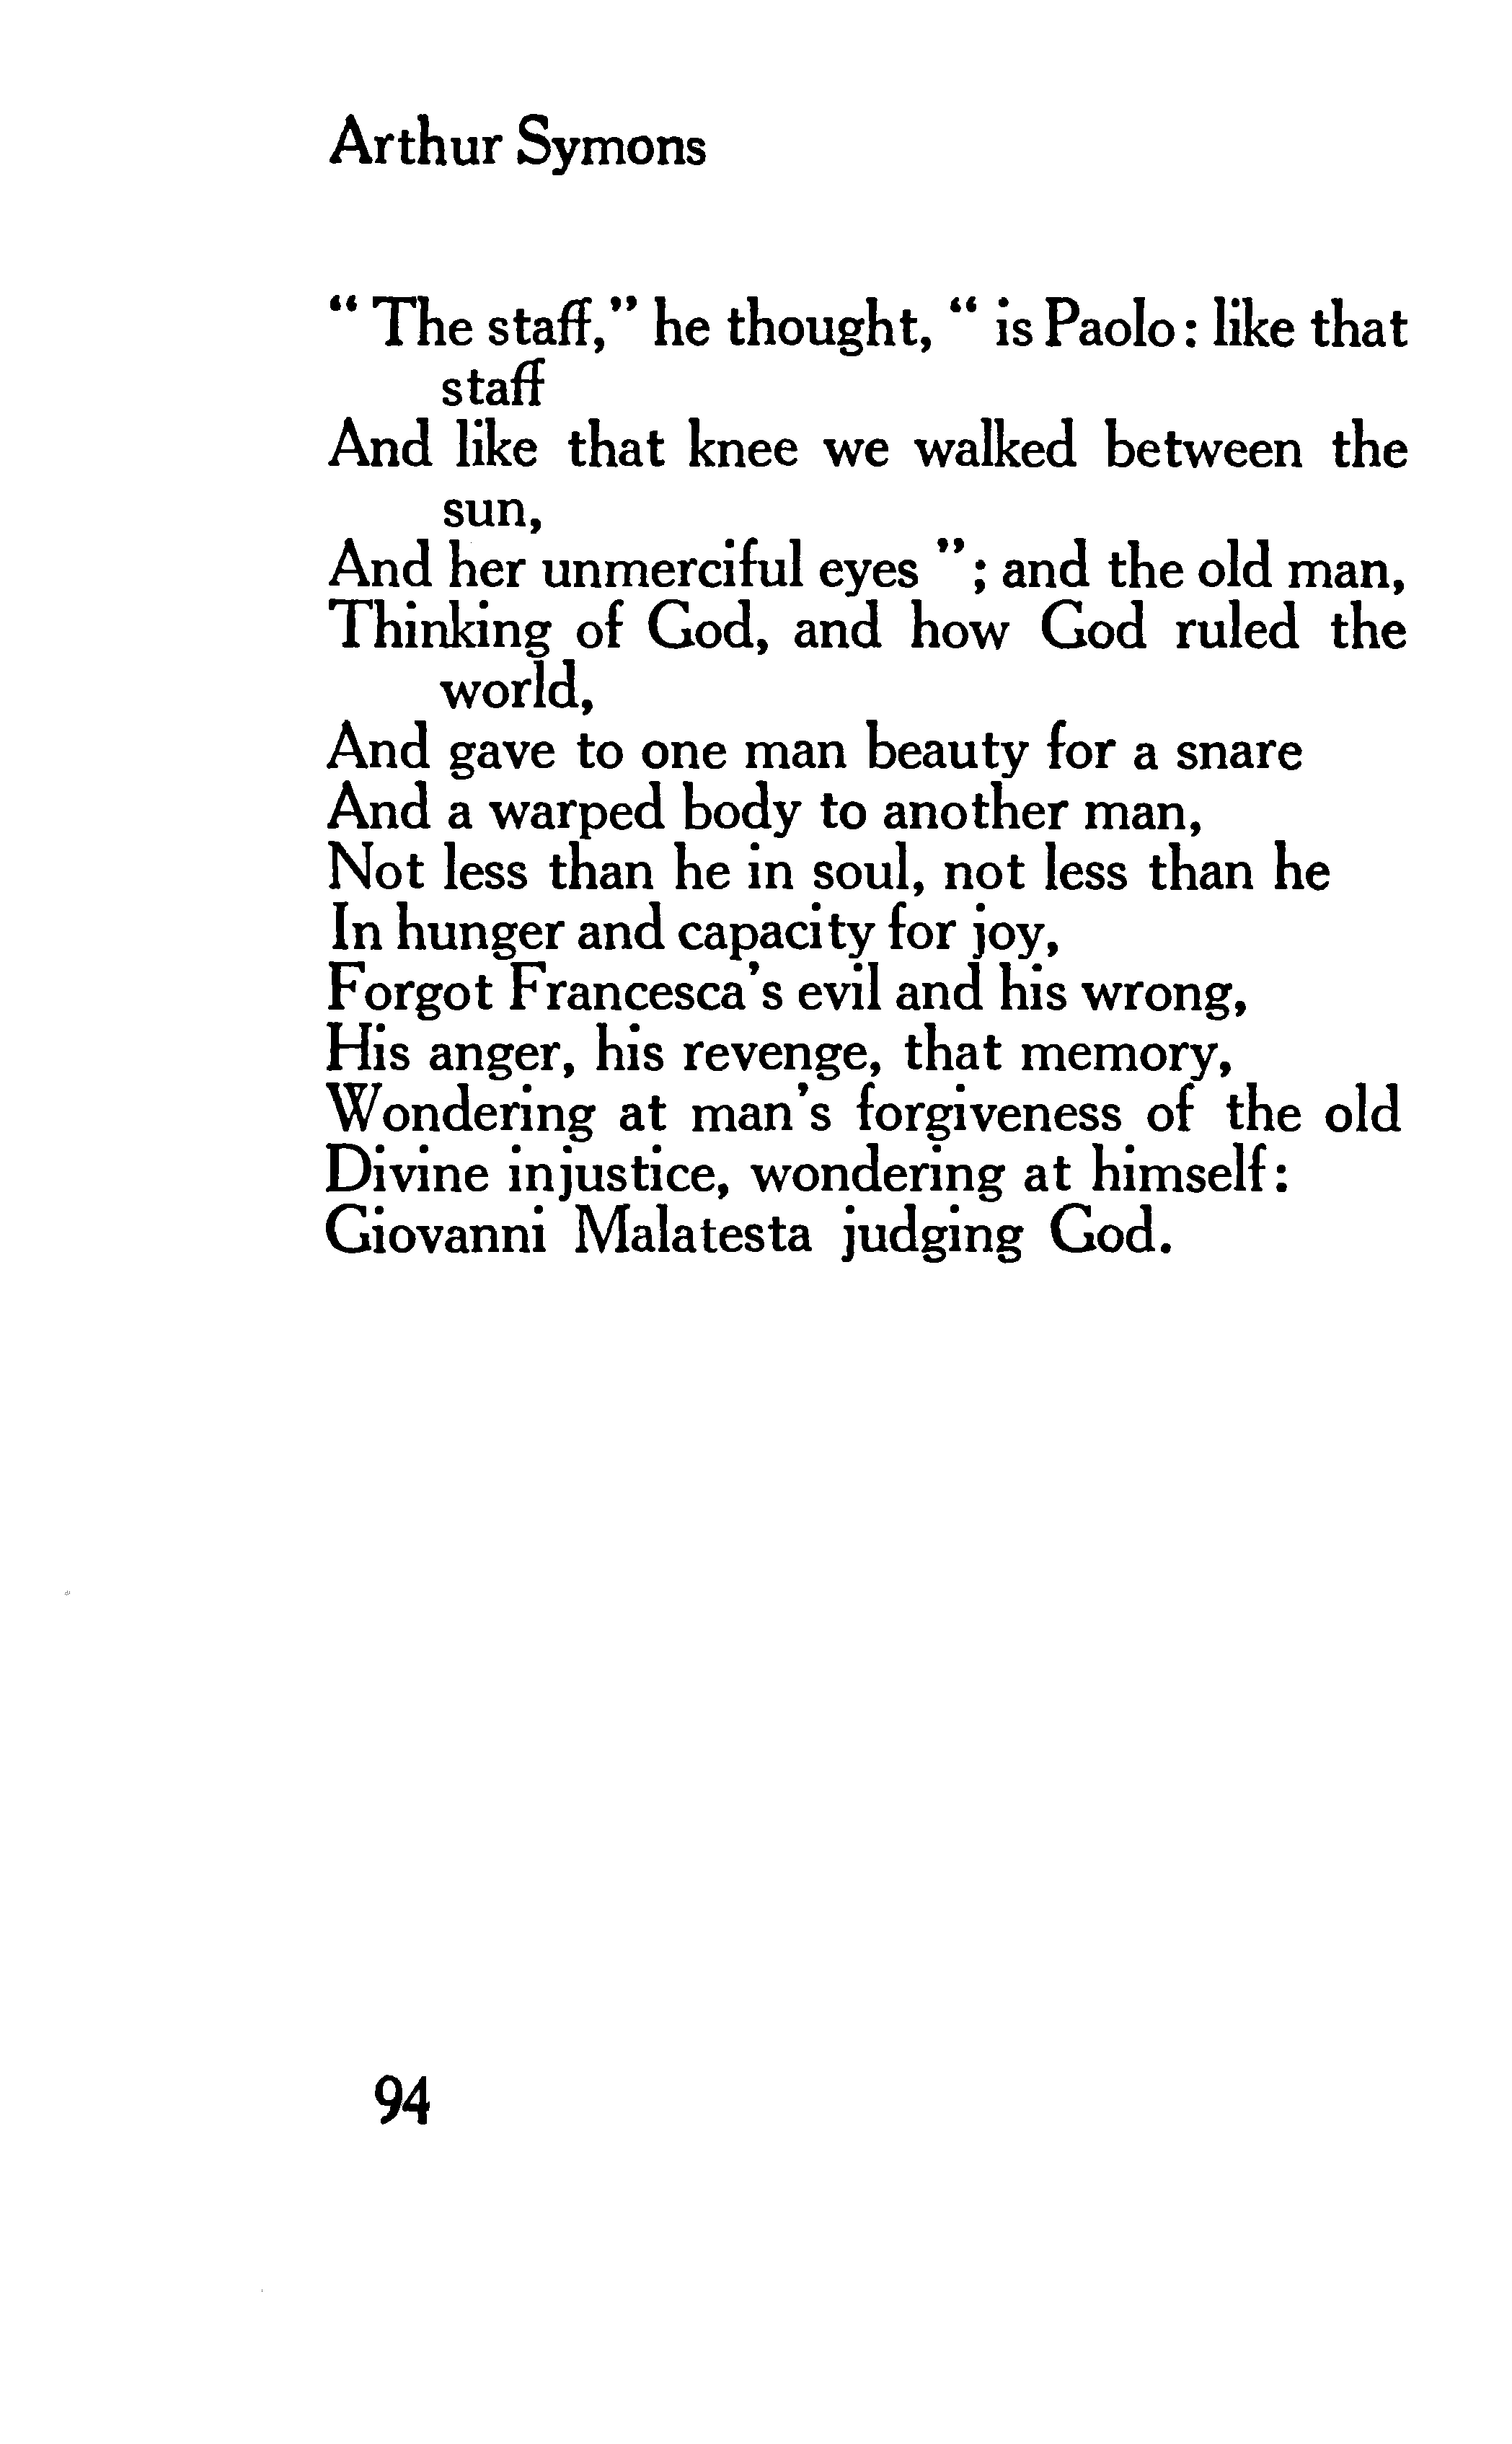 Arthur Symons
“ The staff,” he thought, “ is Paolo : like that
staff
And like that knee we walked between the
sun,
And her unmerciful eyes ” ; and the old man,
Thinking of God, and how God ruled the
world,
And gave to one man beauty for a snare
And a warped body to another man,
Not less than he in soul, not less than he
In hunger and capacity for joy,
Forgot Francesca’s evil and his wrong,
His anger, his revenge, that memory,
Wondering at man’s forgiveness of the old
Divine injustice, wondering at himself :
Giovanni Malatesta judging God.
94